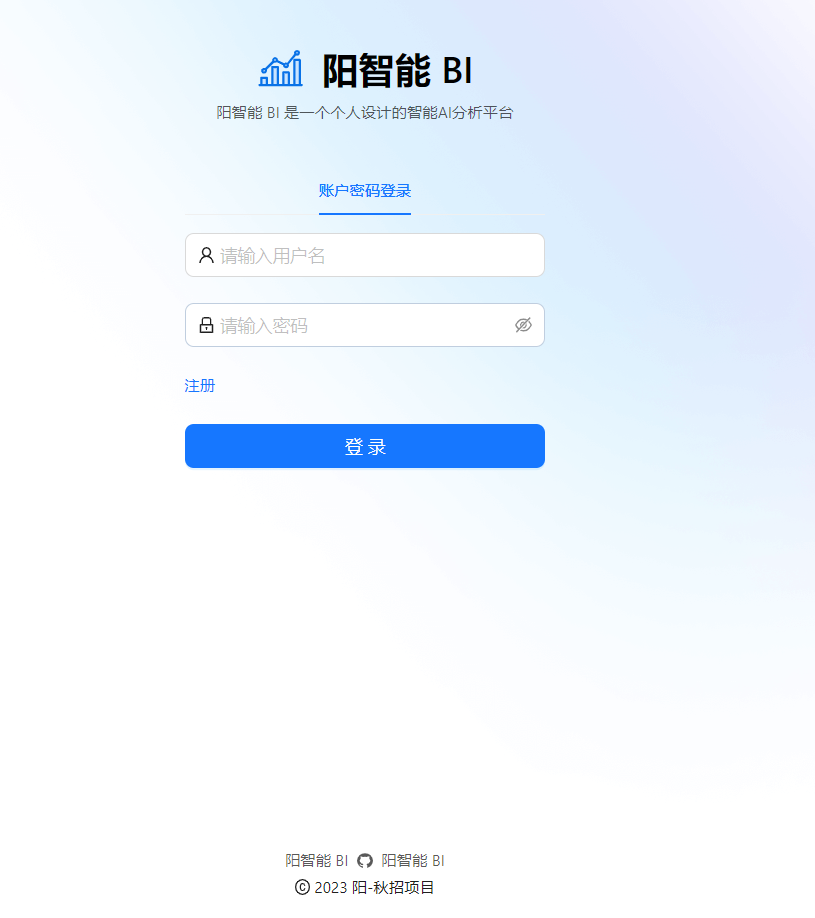 阳智能 BI
阳智能 BI 是一个个人设计的智能AI分析平台
账户密码登录
请输入用户名
请输入密码
注册
登 录
阳智能 BI 阳智能 BI
© 2023 阳-秋招项目